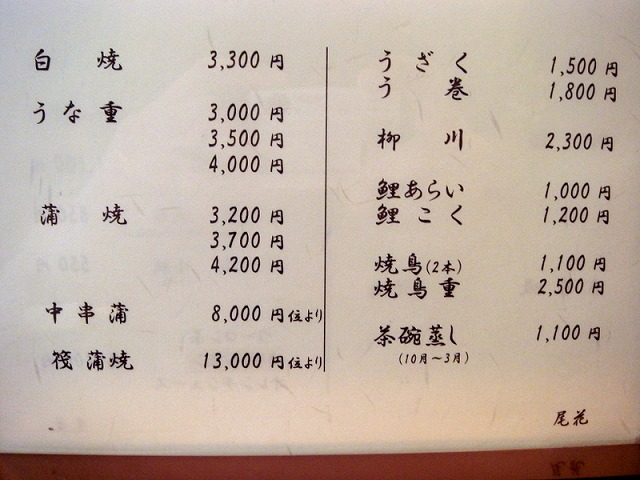 白焼 3,300円
うな重 3,000円
3,500円
4,000円
蒲焼 3,200円
3,700円
4,200円
中串蒲 8,000円位より
筏蒲焼 13,000円位より
うざく 1,500円
う巻 1,800円
柳川 2,300円
鯉あらい 1,000円
鯉こく 1,200円
焼鳥(2本) 1,100円
焼鳥重 2,500円
茶碗蒸し 1,100円
(10月～3月)
尾花